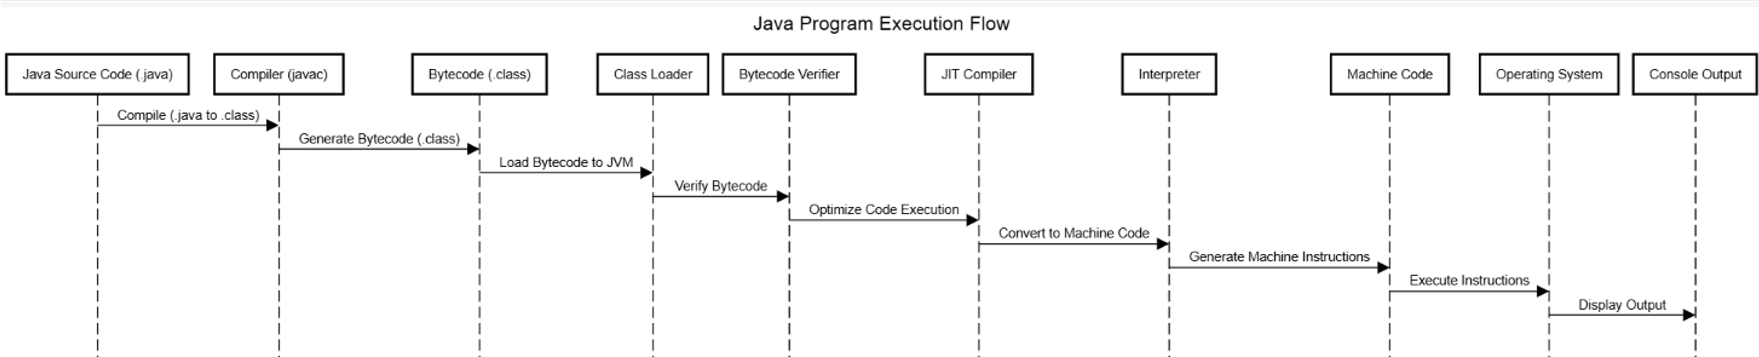 Java Program Execution Flow
Java Source Code (.java)
Compiler (javac)
Bytecode (.class)
Class Loader
Bytecode Verifier
JIT Compiler
Interpreter
Machine Code
Operating System
Console Output
Compile (.java to .class)
Generate Bytecode (.class)
Load Bytecode to JVM
Verify Bytecode
Optimize Code Execution
Convert to Machine Code
Generate Machine Instructions
Execute Instructions
Display Output